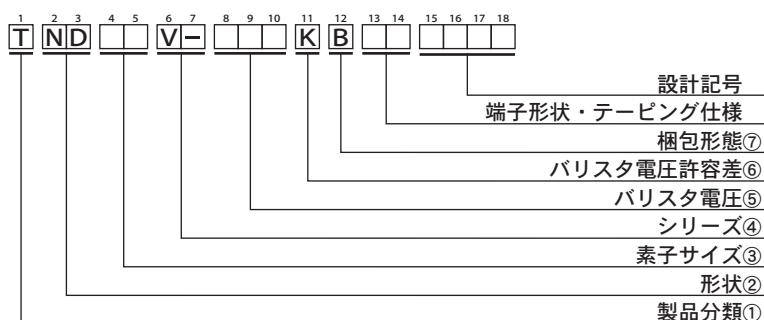 1 2 3 4 5 6 7 8 9 10 11 12 13 14 15 16 17 18
T N D V - K B
設計記号
端子形状・テーピング仕様
梱包形態⑦
バリスタ電圧許容差⑥
バリスタ電圧⑤
シリーズ④
素子サイズ③
形状②
製品分類①